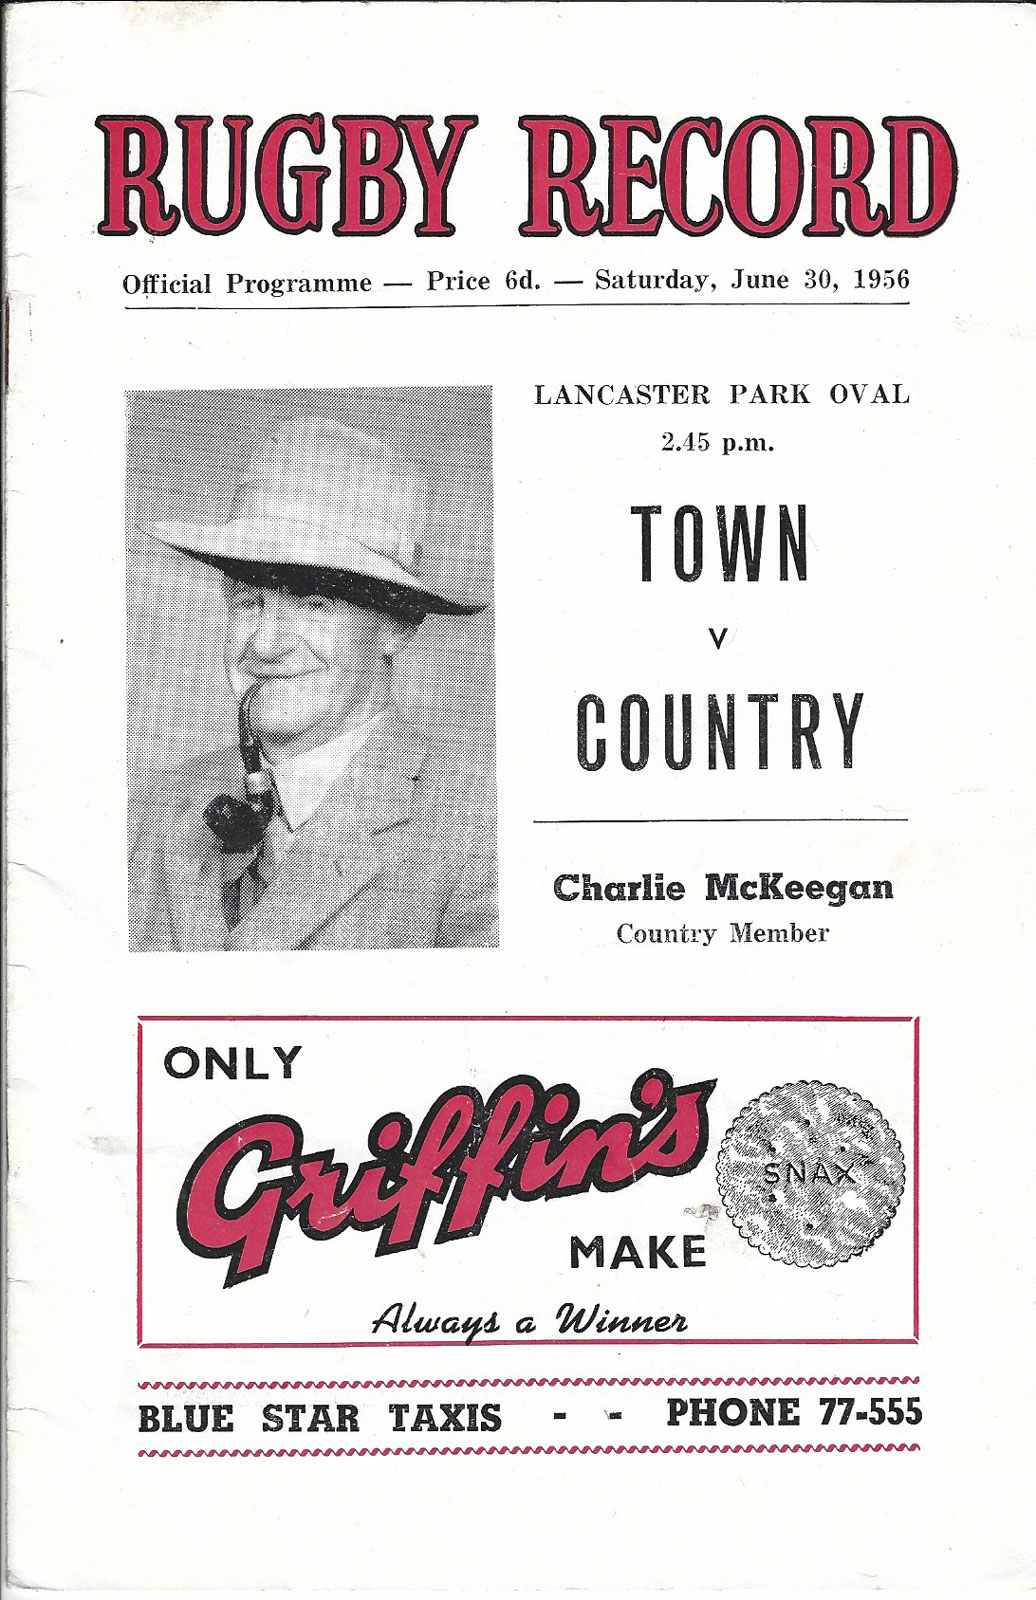 RUGBY RECORD
Official Programme — Price 6d. — Saturday, June 30, 1956
LANCASTER PARK OVAL
2.45 p.m.
TOWN
v
COUNTRY
Charlie McKeegan
Country Member
ONLY
Griffin's
SNAX
MAKE
Always a Winner
BLUE STAR TAXIS - - PHONE 77-555